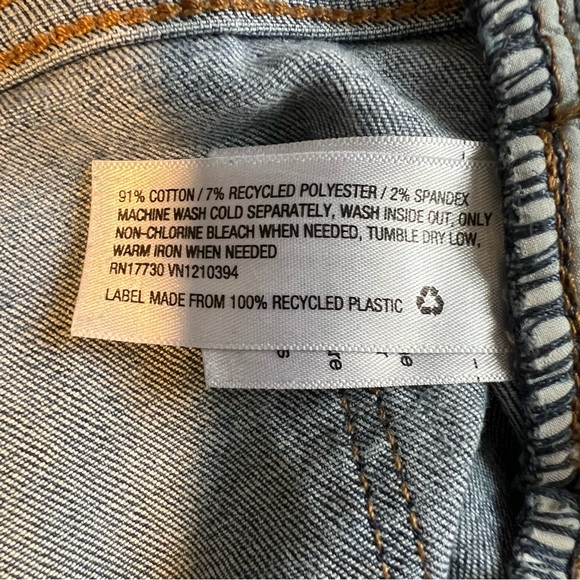 91% COTTON / 7% RECYCLED POLYESTER / 2% SPANDEX
MACHINE WASH COLD SEPARATELY, WASH INSIDE OUT, ONLY
NON-CHLORINE BLEACH WHEN NEEDED, TUMBLE DRY LOW,
WARM IRON WHEN NEEDED
RN17730 VN1210394
LABEL MADE FROM 100% RECYCLED PLASTIC